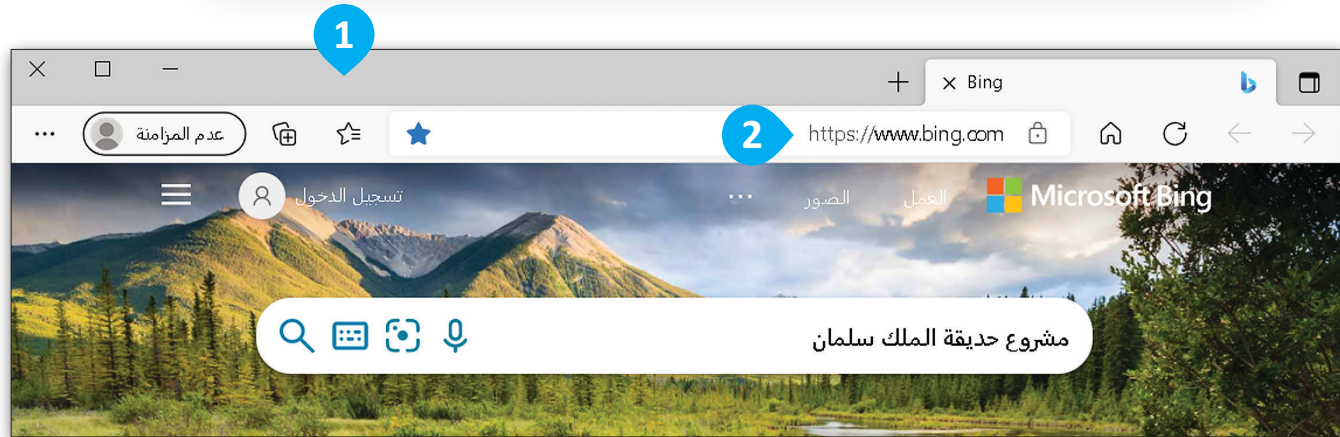 1
Bing
2
https://www.bing.com
عدم المزامنة
Microsoft Bing
العمل
الصور
...
تسجيل الدخول
مشروع حديقة الملك سلمان